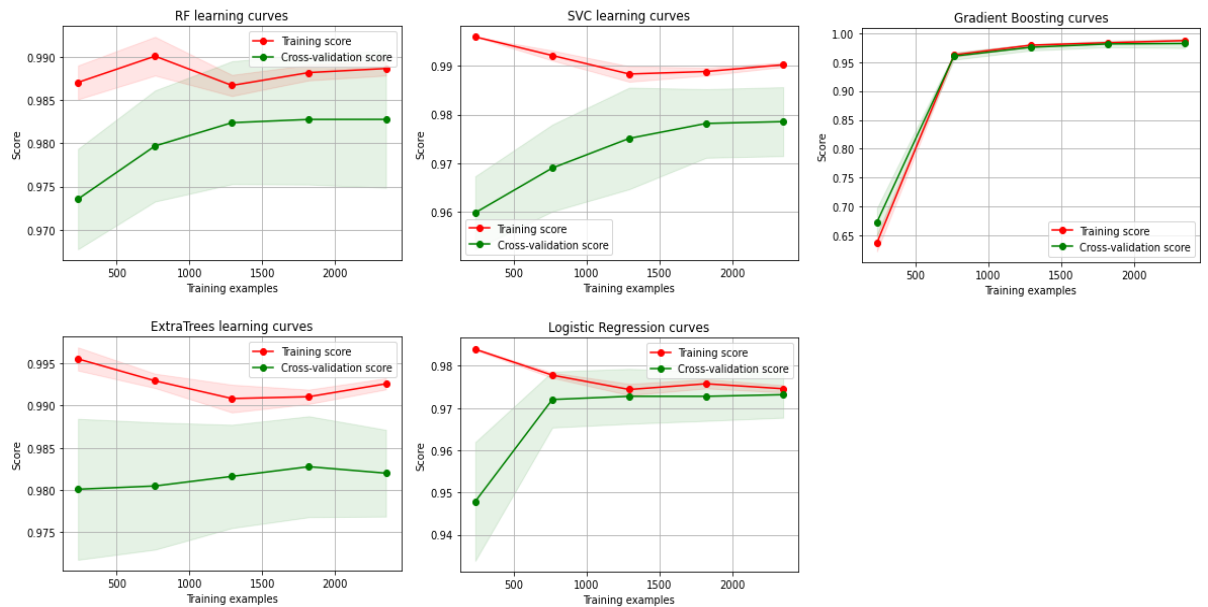 RF learning curves
Score
0.990
0.985
0.980
0.975
0.970
Training score
Cross-validation score
500
1000
1500
2000
Training examples
SVC learning curves
Score
0.99
0.98
0.97
0.96
Training score
Cross-validation score
500
1000
1500
2000
Training examples
Gradient Boosting curves
Score
1.00
0.95
0.90
0.85
0.80
0.75
0.70
0.65
Training score
Cross-validation score
500
1000
1500
2000
Training examples
ExtraTrees learning curves
Score
0.995
0.990
0.985
0.980
0.975
Training score
Cross-validation score
500
1000
1500
2000
Training examples
Logistic Regression curves
Score
0.98
0.97
0.96
0.95
0.94
Training score
Cross-validation score
500
1000
1500
2000
Training examples